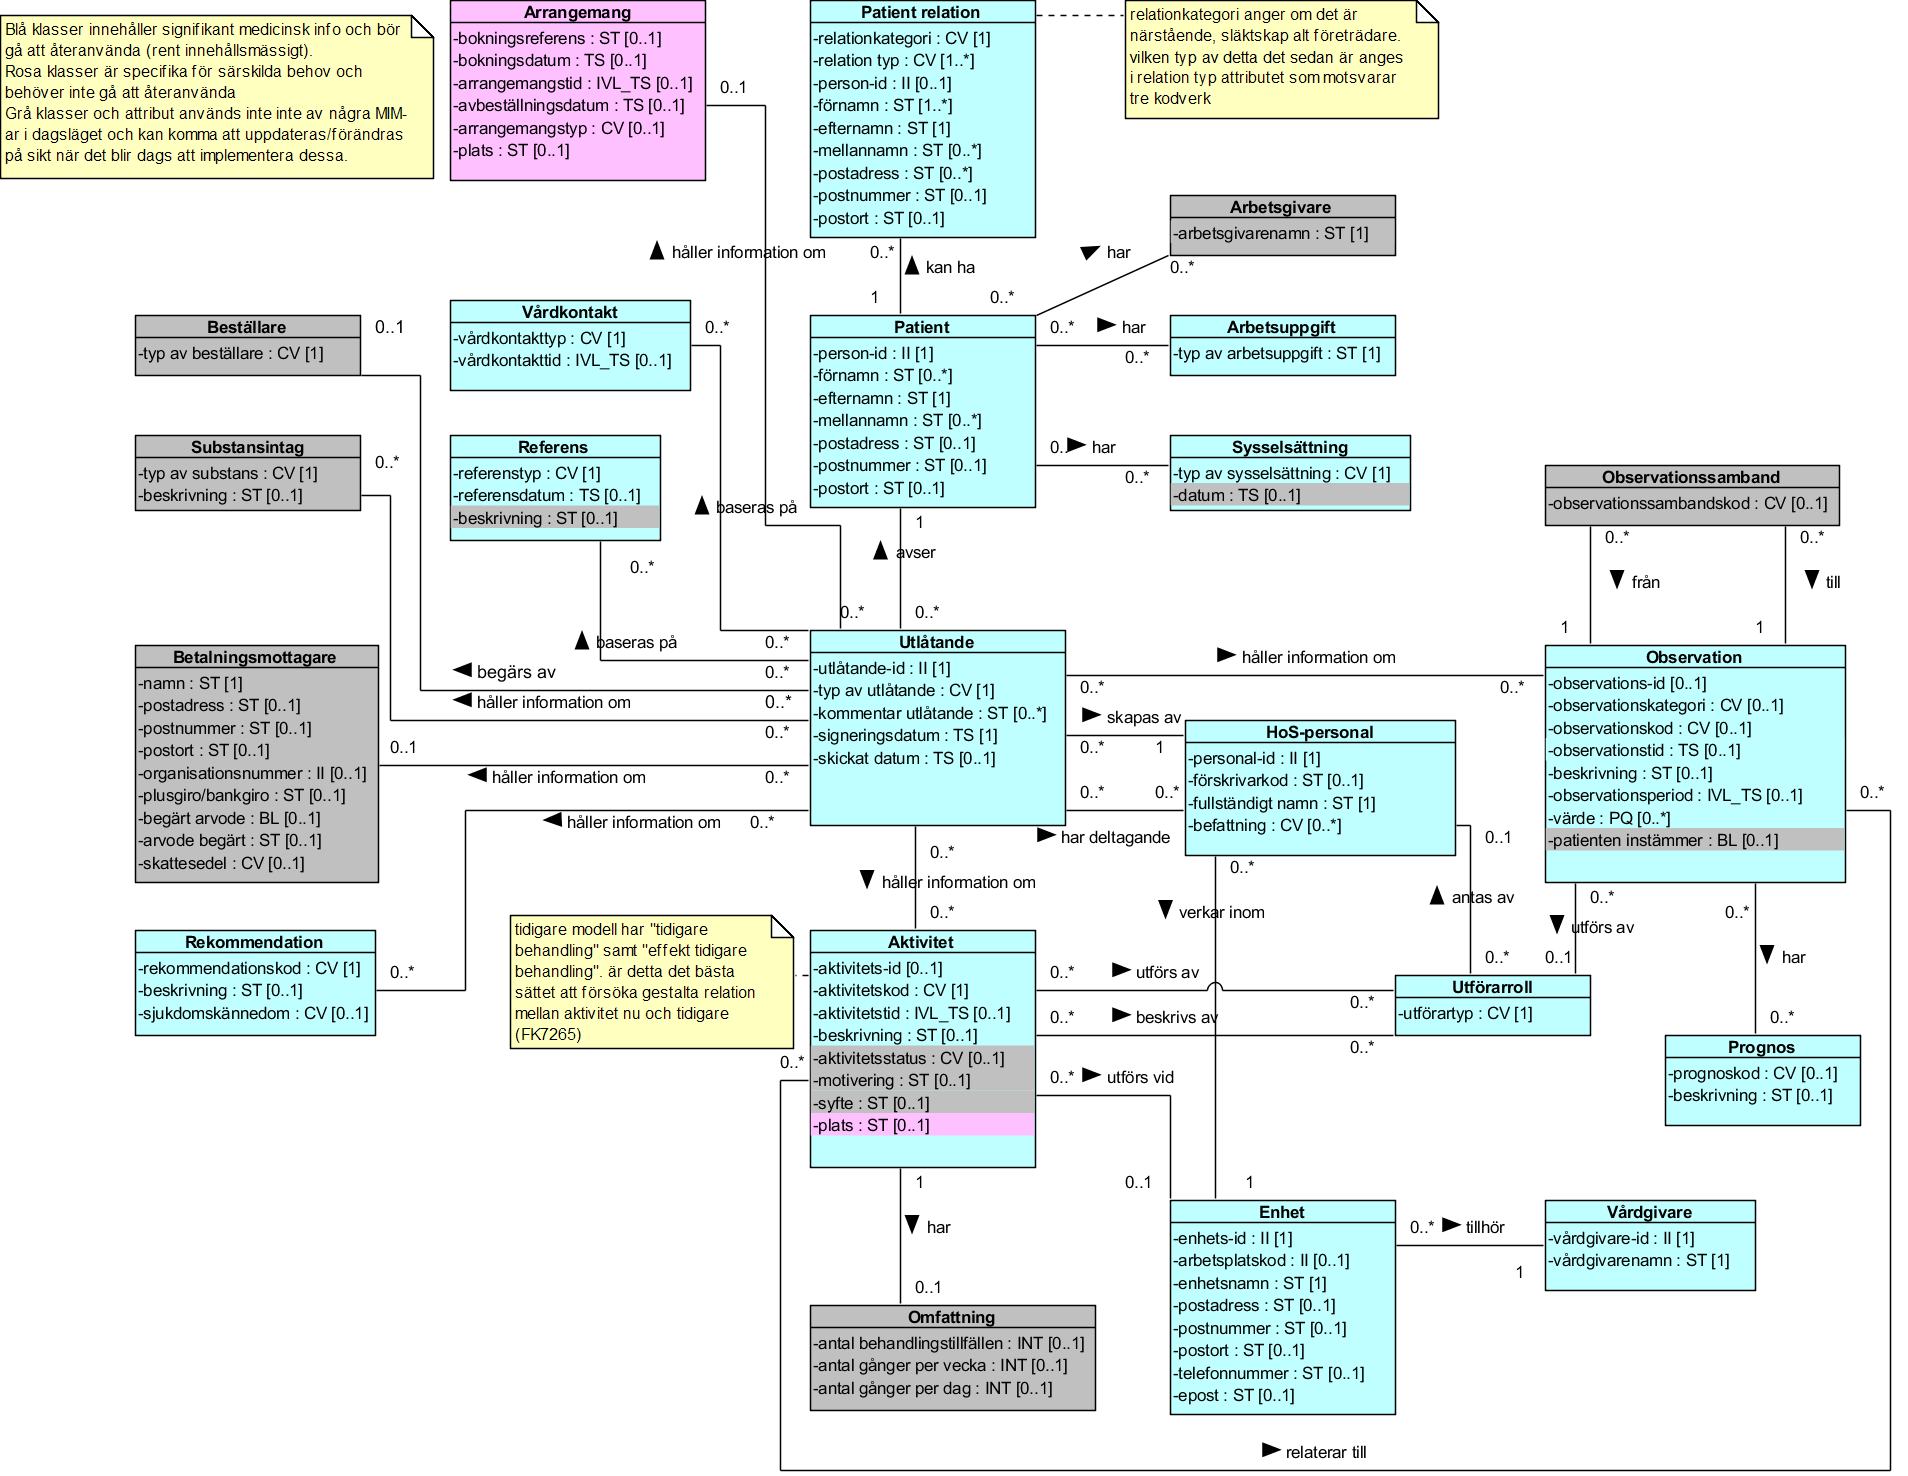 Blå klasser innehåller signifikant medicinsk info och bör
gå att återanvända (rent innehållsmässigt).
Rosa klasser är specifika för särskilda behov och
behöver inte gå att återanvända
Grå klasser och attribut används inte inte av några MIM-
ar i dagsläget och kan komma att uppdateras/förändras
på sikt när det blir dags att implementera dessa.
Arrangemang
-bokningsreferens : ST [0..1]
-bokningsdatum : TS [0..1]
-arrangemangstid : IVL_TS [0..1]
-avbeställningsdatum : TS [0..1]
-arrangemangstyp : CV [0..1]
-plats : ST [0..1]
0..1
Patient relation
-relationkategori : CV [1]
-relation typ : CV [1..*]
-person-id : II [0..1]
-förnamn : ST [1..*]
-efternamn : ST [1]
-mellannamn : ST [0..*]
-postadress : ST [0..*]
-postnummer : ST [0..1]
-postort : ST [0..1]
relationkategori anger om det är
närstående, släktskap alt företrädare.
vilken typ av detta det sedan är anges
i relation typ attributet som motsvarar
tre kodverk
Arbetsgivare
-arbetsgivarenamn : ST [1]
håller information om
0..*
kan ha
1
har
0..*
0..*
Beställare
-typ av beställare : CV [1]
0..1
Vårdkontakt
-vårdkontakttyp : CV [1]
-vårdkontakttid : IVL_TS [0..1]
0..*
Patient
-person-id : II [1]
-förnamn : ST [0..*]
-efternamn : ST [1]
-mellannamn : ST [0..*]
-postadress : ST [0..1]
-postnummer : ST [0..1]
-postort : ST [0..1]
0..*
har
0..*
Arbetsuppgift
-typ av arbetsuppgift : ST [1]
Substansintag
-typ av substans : CV [1]
-beskrivning : ST [0..1]
0..*
Referens
-referenstyp : CV [1]
-referensdatum : TS [0..1]
-beskrivning : ST [0..1]
0..*
baseras på
har
0..*
Sysselsättning
-typ av sysselsättning : CV [1]
-datum : TS [0..1]
Observationssamband
-observationssambandskod : CV [0..1]
0..*
från
1
0..*
till
1
1
avser
0..*
0..*
baseras på
0..*
0..*
begärs av
0..*
håller information om
0..*
Betalningsmottagare
-namn : ST [1]
-postadress : ST [0..1]
-postnummer : ST [0..1]
-postort : ST [0..1]
-organisationsnummer : II [0..1]
-plusgiro/bankgiro : ST [0..1]
-begärt arvode : BL [0..1]
-arvode begärt : ST [0..1]
-skattesedel : CV [0..1]
0..1
håller information om
0..*
håller information om
0..*
Utlåtande
-utlåtande-id : II [1]
-typ av utlåtande : CV [1]
-kommentar utlåtande : ST [0..*]
-signeringsdatum : TS [1]
-skickat datum : TS [0..1]
håller information om
0..*
0..*
skapas av
0..*
1
0..*
0..*
har deltagande
HoS-personal
-personal-id : II [1]
-förskrivarkod : ST [0..1]
-fullständigt namn : ST [1]
-befattning : CV [0..*]
Observation
-observations-id [0..1]
-observationskategori : CV [0..1]
-observationskod : CV [0..1]
-observationstid : TS [0..1]
-beskrivning : ST [0..1]
-observationsperiod : IVL_TS [0..1]
-värde : PQ [0..*]
-patienten instämmer : BL [0..1]
0..*
0..1
antas av
0..*
0..*
utförs av
0..1
0..*
har
0..*
0..*
verkar inom
1
0..*
håller information om
0..*
Rekommendation
-rekommendationskod : CV [1]
-beskrivning : ST [0..1]
-sjukdomskännedom : CV [0..1]
0..*
tidigare modell har "tidigare
behandling" samt "effekt tidigare
behandling". är detta det bästa
sättet att försöka gestalta relation
mellan aktivitet nu och tidigare
(FK7265)
0..*
Aktivitet
-aktivitets-id [0..1]
-aktivitetskod : CV [1]
-aktivitetstid : IVL_TS [0..1]
-beskrivning : ST [0..1]
-aktivitetsstatus : CV [0..1]
-motivering : ST [0..1]
-syfte : ST [0..1]
-plats : ST [0..1]
0..*
utförs av
0..*
0..*
beskrivs av
0..*
0..*
utförs vid
0..1
Utförarroll
-utförartyp : CV [1]
Prognos
-prognoskod : CV [0..1]
-beskrivning : ST [0..1]
1
har
0..1
Omfattning
-antal behandlingstillfällen : INT [0..1]
-antal gånger per vecka : INT [0..1]
-antal gånger per dag : INT [0..1]
Enhet
-enhets-id : II [1]
-arbetsplatskod : II [0..1]
-enhetsnamn : ST [1]
-postadress : ST [0..1]
-postnummer : ST [0..1]
-postort : ST [0..1]
-telefonnummer : ST [0..1]
-epost : ST [0..1]
0..*
tillhör
1
Vårdgivare
-vårdgivare-id : II [1]
-vårdgivarenamn : ST [1]
relaterar till